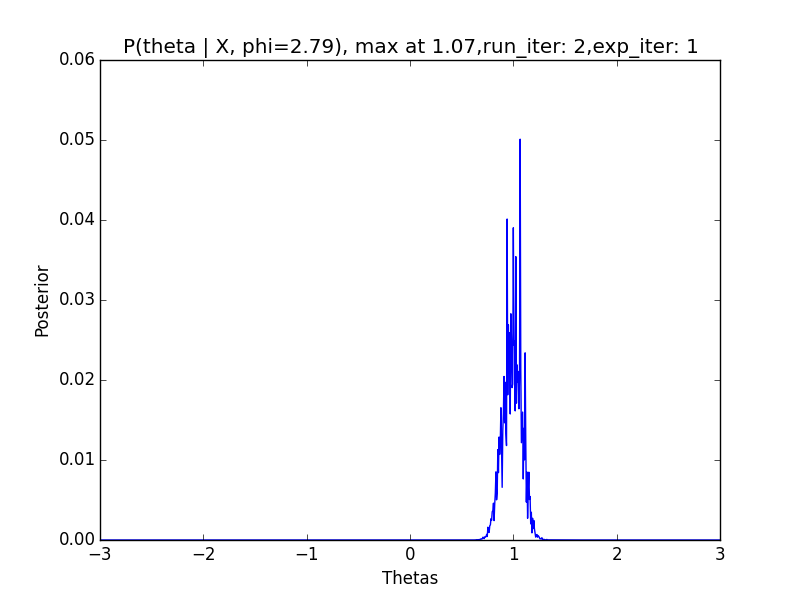 P(theta | X, phi=2.79), max at 1.07,run_iter: 2,exp_iter: 1
0.06
0.05
0.04
0.03
0.02
0.01
0.00
Posterior
−3 −2 −1 0 1 2 3
Thetas